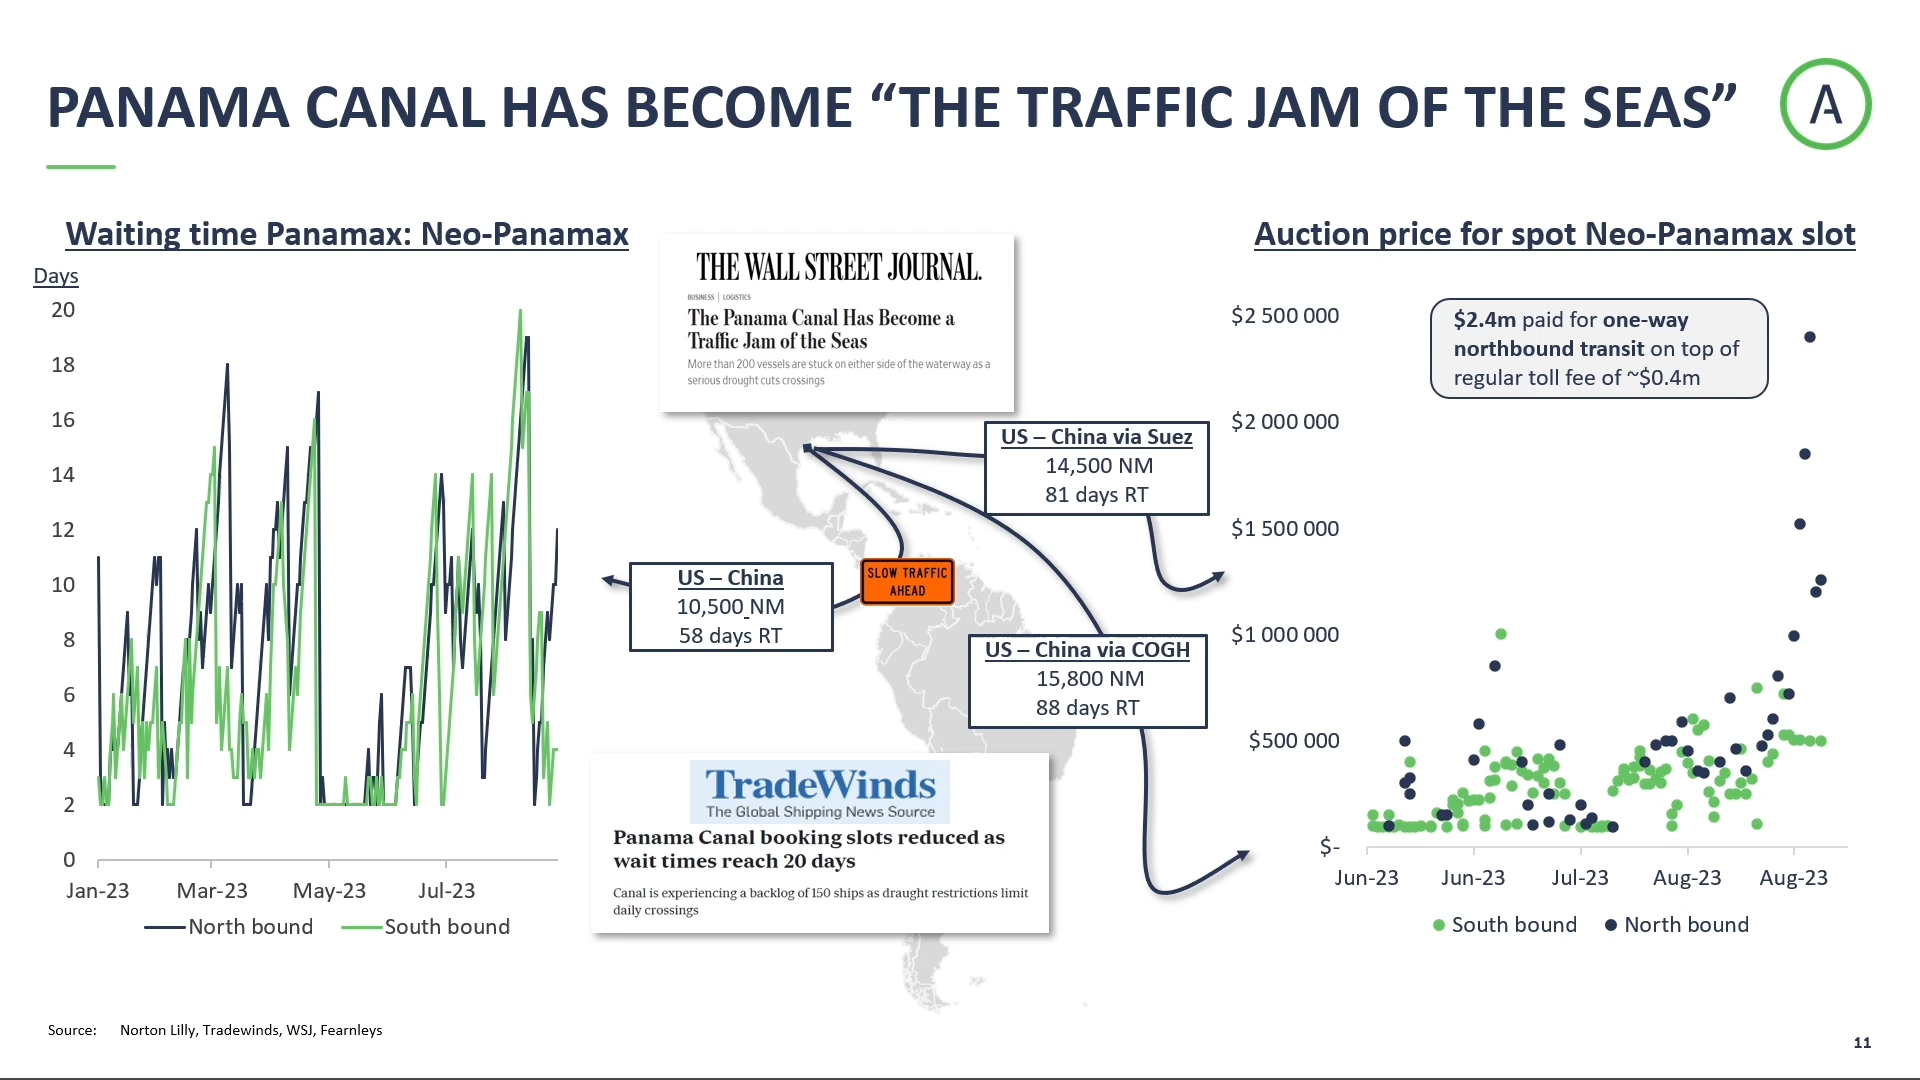 PANAMA CANAL HAS BECOME “THE TRAFFIC JAM OF THE SEAS”
A
Waiting time Panamax: Neo-Panamax
Days
20
18
16
14
12
10
8
6
4
2
0
Jan-23 Mar-23 May-23 Jul-23
North bound South bound
THE WALL STREET JOURNAL.
BUSINESS | LOGISTICS
The Panama Canal Has Become a
Traffic Jam of the Seas
More than 200 vessels are stuck on either side of the waterway as a
serious drought cuts crossings
US – China via Suez
14,500 NM
81 days RT
SLOW TRAFFIC
AHEAD
US – China
10,500 NM
58 days RT
US – China via COGH
15,800 NM
88 days RT
TradeWinds
The Global Shipping News Source
Panama Canal booking slots reduced as
wait times reach 20 days
Canal is experiencing a backlog of 150 ships as draught restrictions limit
daily crossings
Auction price for spot Neo-Panamax slot
$2.4m paid for one-way
northbound transit on top of
regular toll fee of ~$0.4m
$2 500 000
$2 000 000
$1 500 000
$1 000 000
$500 000
$-
Jun-23 Jun-23 Jul-23 Aug-23 Aug-23
South bound North bound
Source: Norton Lilly, Tradewinds, WSJ, Fearnleys
11